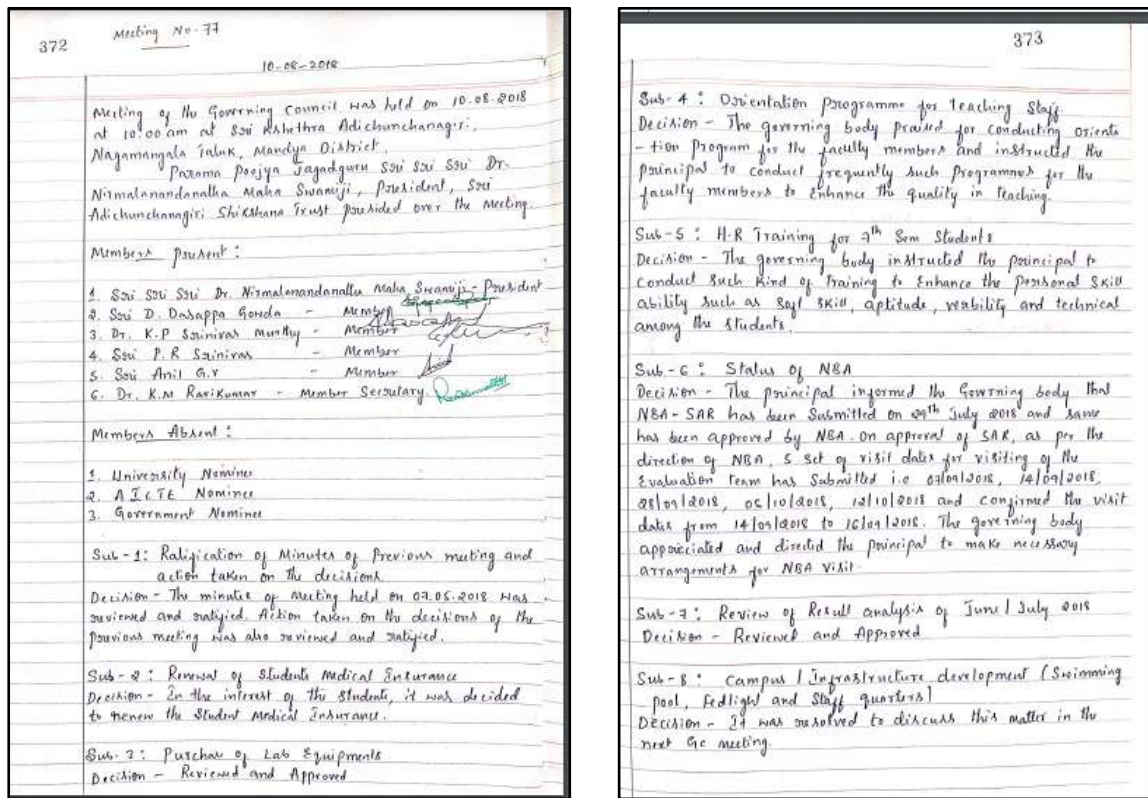 372
Meeting No. 77
10-08-2018
Meeting of the Governing Council was held on 10.08.2018
at 10.00 am at Sri Kshethra Adichunchanagiri,
Nagamangala Taluk, Mandya District.
Parama Poojya Jagadguru Sri Sri Sri Dr.
Nirmalanandanatha Maha Swamiji, President, Sri
Adichunchanagiri Shikshana Trust presided over the Meeting.
Members Present :
1. Sri Sri Sri Dr. Nirmalanandanatha Maha Swamiji - President
2. Sri D. Dasappa Gowda - Member
3. Dr. K.P Srinivas Murthy - Member
4. Sri P.R Srinivas - Member
5. Sri Anil G.Y - Member
6. Dr. K.M Ravikumar - Member Secretary.
Members Absent :
1. University Nominee
2. AICTE Nominee
3. Government Nominee
Sub-1: Ratification of Minutes of Previous meeting and
action taken on the decisions.
Decision - The minutes of Meeting held on 07.05.2018 was
reviewed and ratified. Action taken on the decisions of the
previous meeting was also reviewed and ratified.
Sub-2: Renewal of Students Medical Insurance
Decision - In the interest of the students, it was decided
to renew the Student Medical Insurance.
Sub-3: Purchase of Lab Equipments
Decision - Reviewed and Approved
373
Sub-4 : Orientation Programme for Teaching Staff.
Decision - The governing body praised for conducting orienta
-tion program for the faculty members and instructed the
principal to conduct frequently such Programmes for the
faculty members to Enhance the quality in Teaching.
Sub-5 : H-R Training for 7th Sem Students
Decision - The governing body instructed the principal to
conduct such kind of Training to Enhance the Personal Skill
ability such as Soft Skill, aptitude, verbility and technical
among the students.
Sub-6 : Status of NBA
Decision - The principal informed the Governing body that
NBA-SAR has been Submitted on 29th July 2018 and same
has been approved by NBA. On approval of SAR, as per the
direction of NBA, 5 set of visit dates for visiting of the
Evaluation team has Submitted i.e 07/09/2018, 14/09/2018,
28/09/2018, 05/10/2018, 12/10/2018 and confirmed the visit
dates from 14/09/2018 to 16/09/2018. The governing body
appreciated and directed the principal to make necessary
arrangements for NBA Visit.
Sub-7 : Review of Result analysis of June / July 2018
Decision - Reviewed and Approved
Sub-8 : Campus / Infrastructure development (Swimming
pool, Fedlight and Staff quarters)
Decision - It was resolved to discuss this matter in the
next GC meeting.